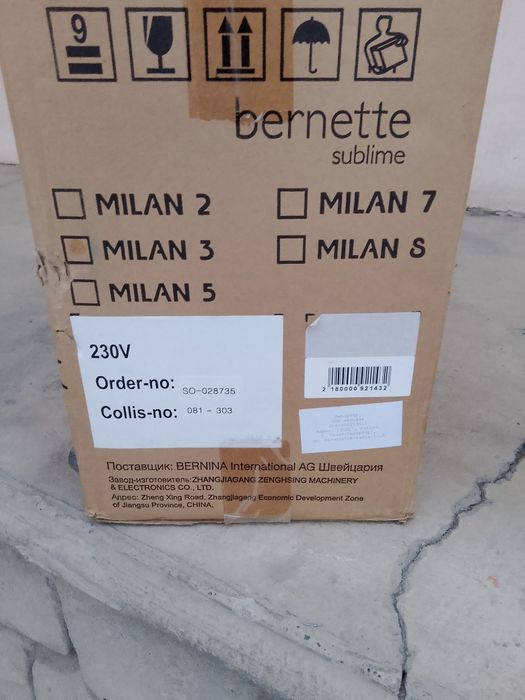 9
bernette
sublime
MILAN 2
MILAN 7
MILAN 3
MILAN 8
MILAN 5
230V
Order-no: SO-028735
Collis-no: 081 - 303
2 180000 921432
Поставщик: BERNINA International AG Швейцария
Завод-изготовитель:ZHANGJIAGANG ZENGHSING MACHINERY
& ELECTRONICS CO., LTD.
Адрес: Zheng Xing Road, Zhangjiagang Economic Development Zone
of Jiangsu Province, CHINA.